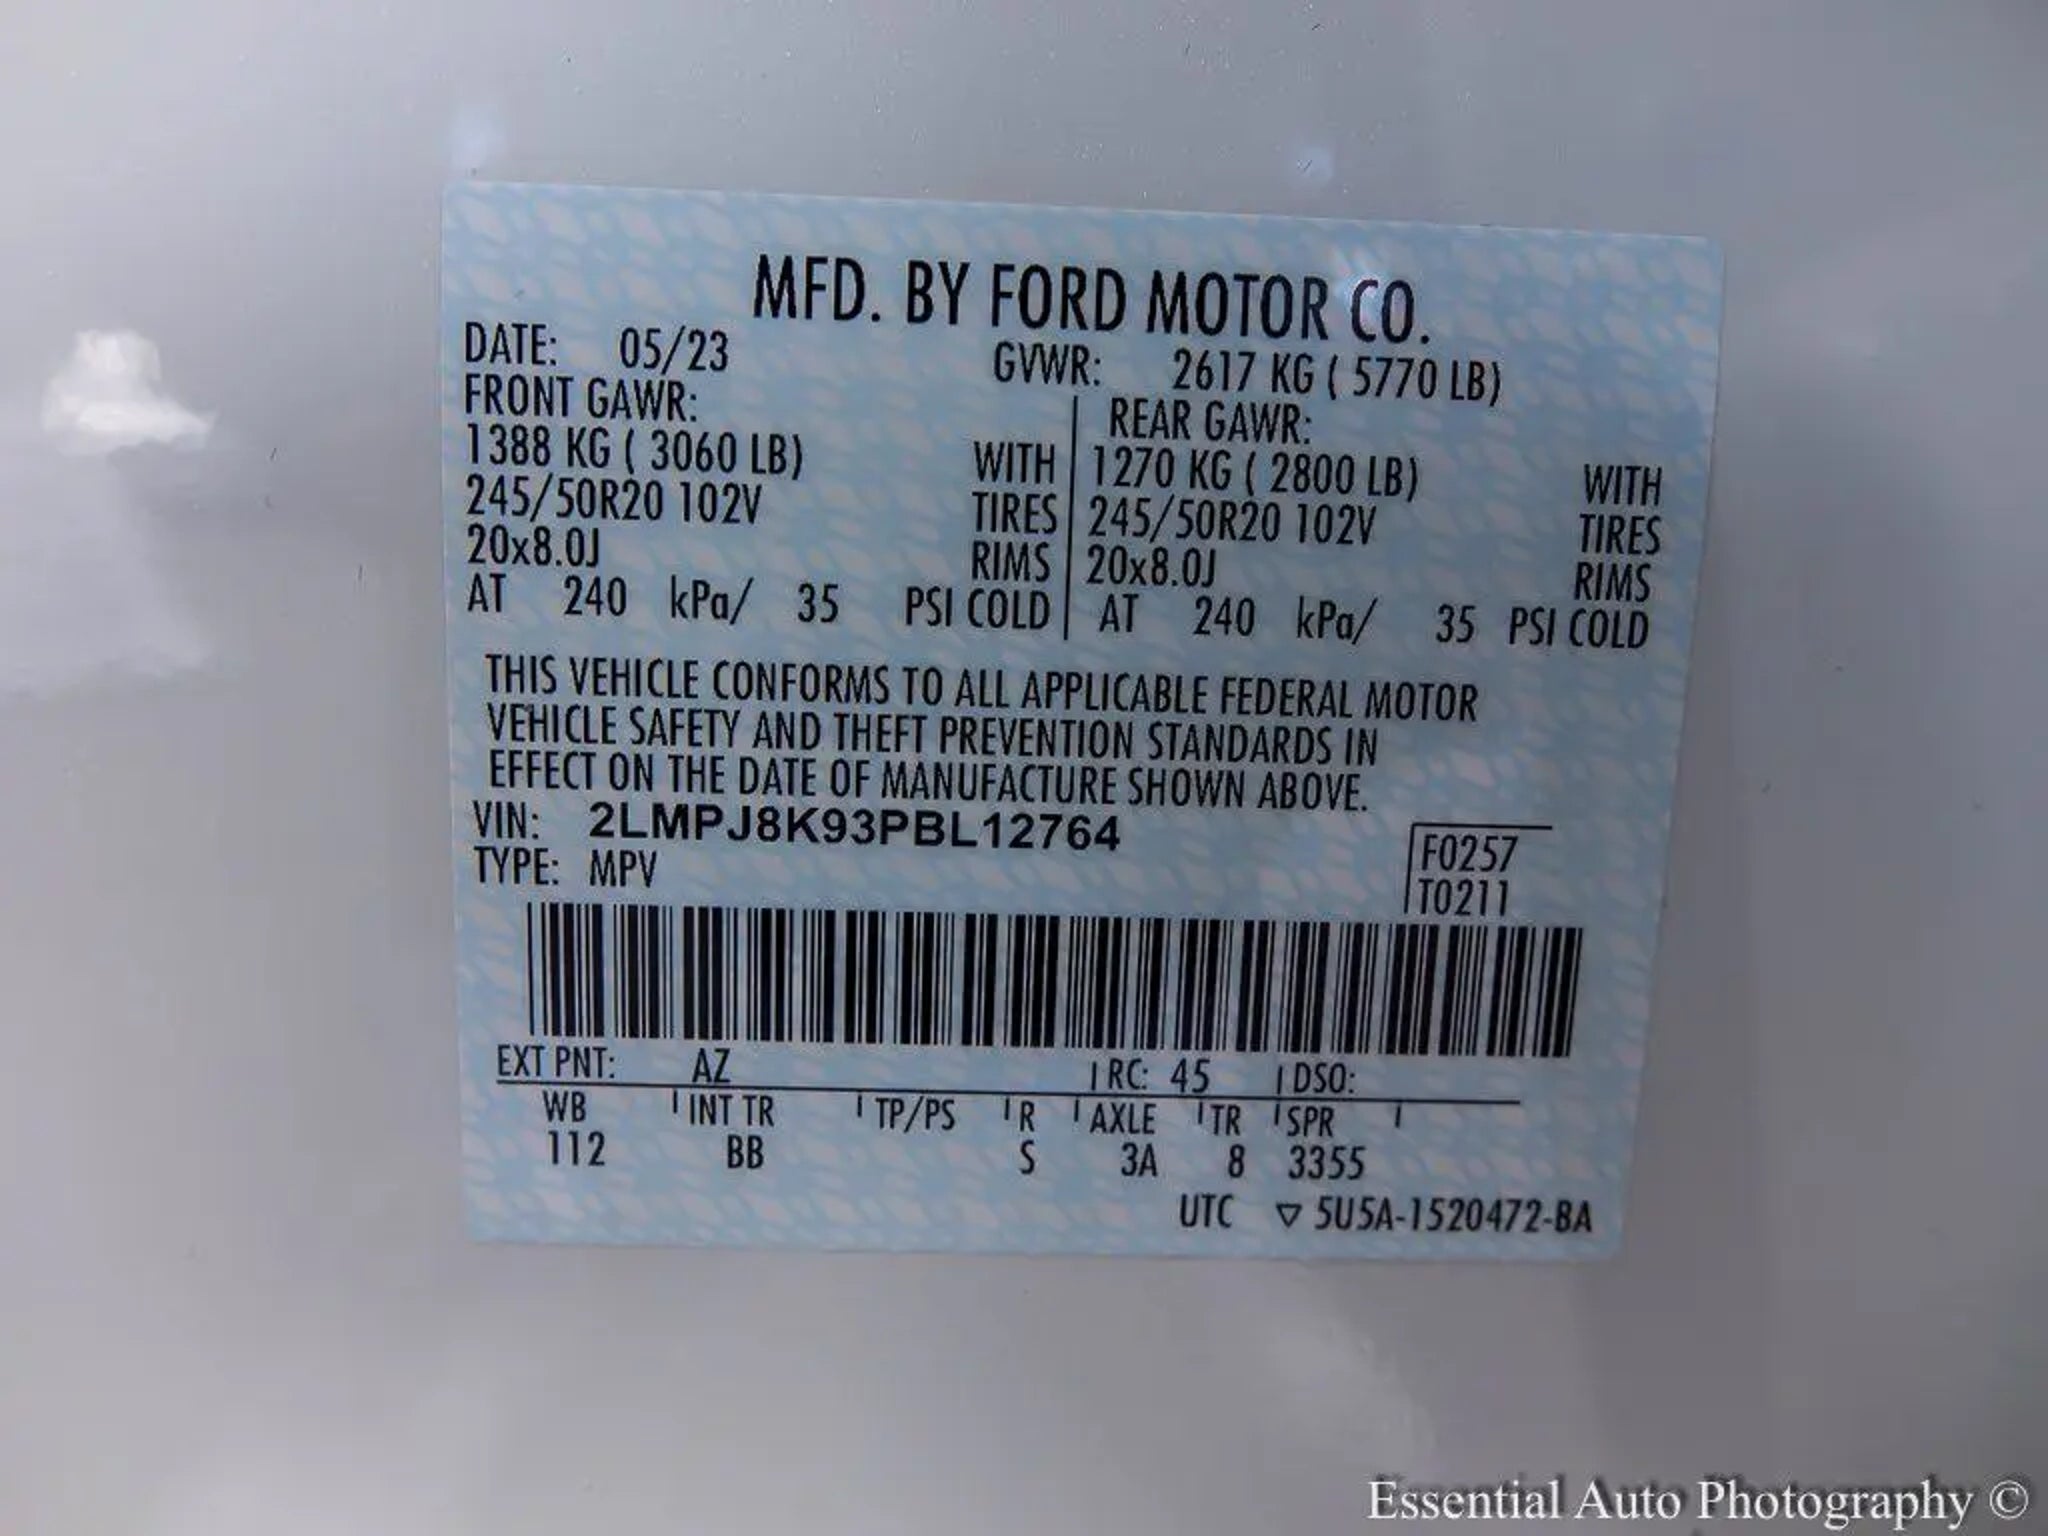 MFD. BY FORD MOTOR CO.
DATE: 05/23 GVWR: 2617 KG ( 5770 LB)
FRONT GAWR: REAR GAWR:
1388 KG ( 3060 LB) WITH 1270 KG ( 2800 LB) WITH
245/50R20 102V TIRES 245/50R20 102V TIRES
20x8.0J RIMS 20x8.0J RIMS
AT 240 kPa/ 35 PSI COLD AT 240 kPa/ 35 PSI COLD
THIS VEHICLE CONFORMS TO ALL APPLICABLE FEDERAL MOTOR
VEHICLE SAFETY AND THEFT PREVENTION STANDARDS IN
EFFECT ON THE DATE OF MANUFACTURE SHOWN ABOVE.
VIN: 2LMPJ8K93PBL12764
TYPE: MPV
F0257
T0211
EXT PNT: AZ RC: 45 DSO:
WB INT TR TP/PS R AXLE TR SPR
112 BB S 3A 8 3355
UTC ▽ 5U5A-1520472-BA
Essential Auto Photography ©